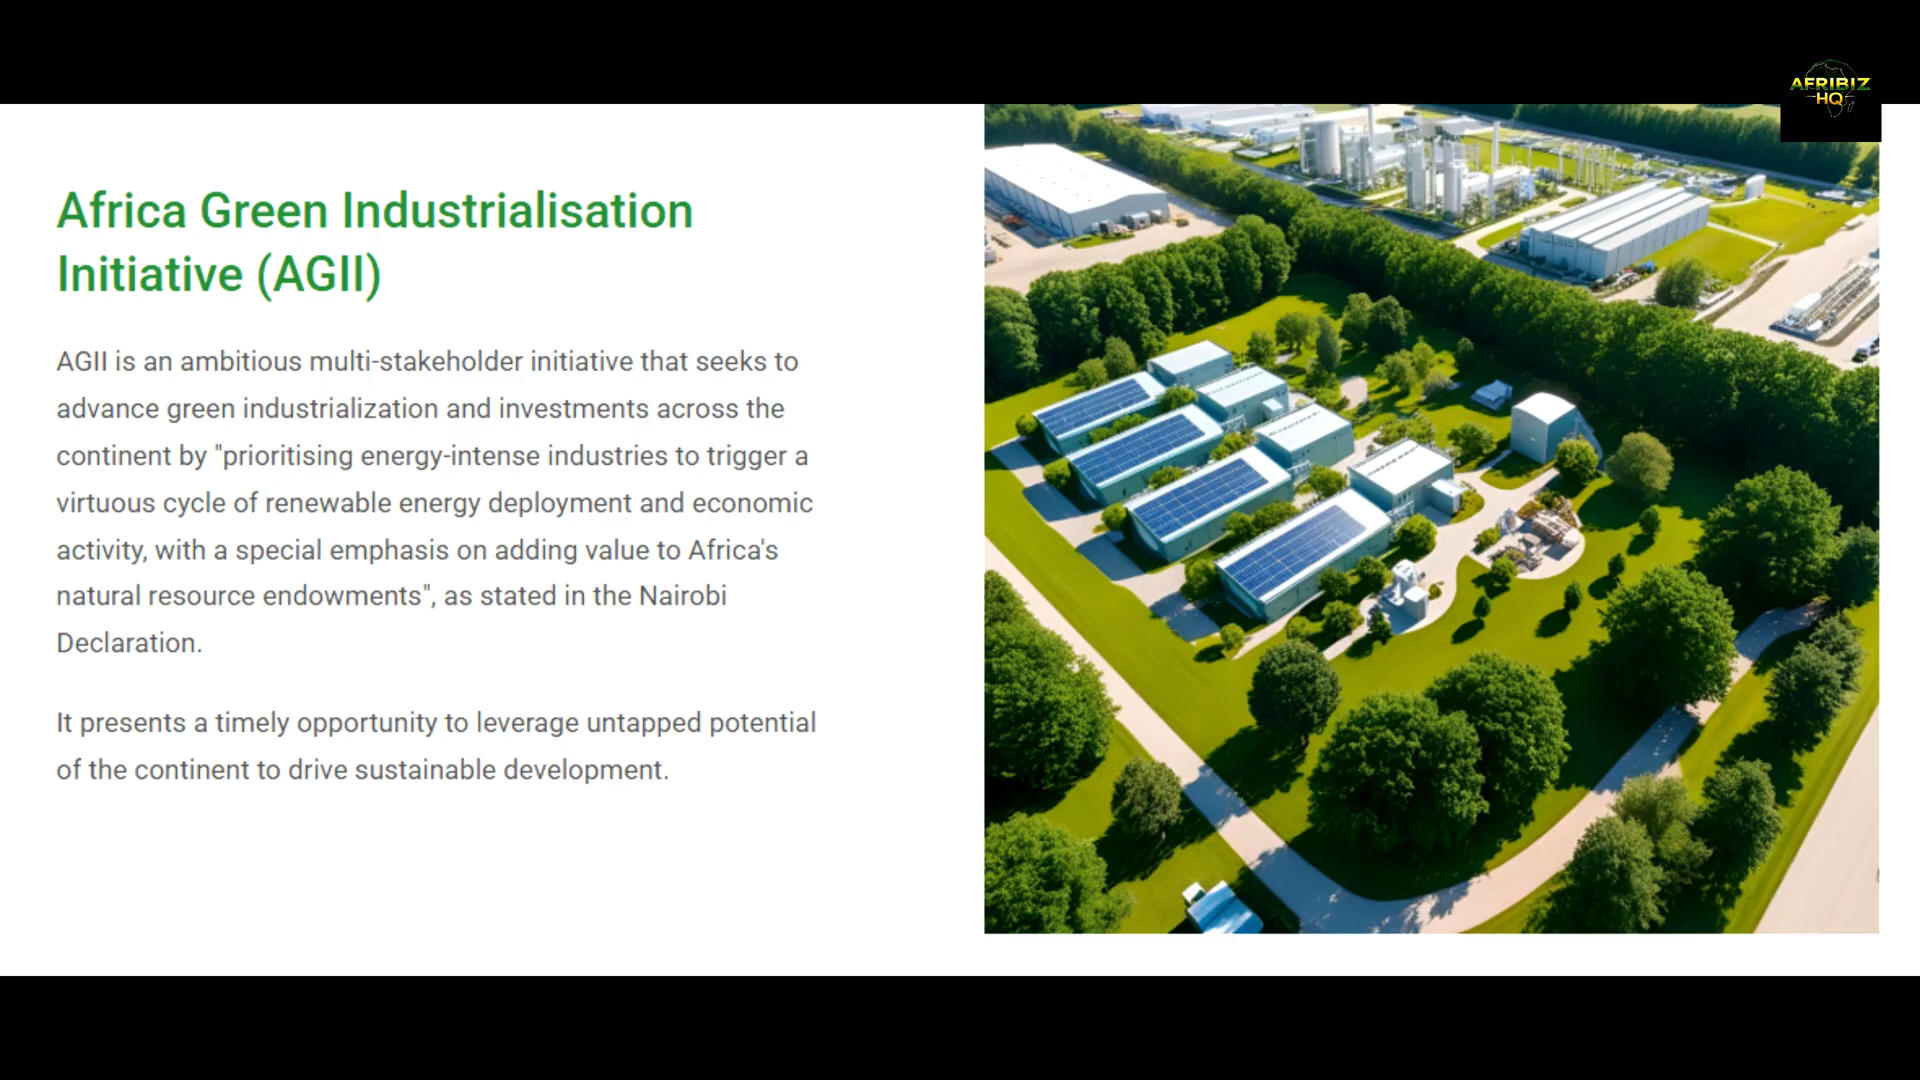 AFRIBIZ
HQ
Africa Green Industrialisation
Initiative (AGII)
AGII is an ambitious multi-stakeholder initiative that seeks to
advance green industrialization and investments across the
continent by "prioritising energy-intense industries to trigger a
virtuous cycle of renewable energy deployment and economic
activity, with a special emphasis on adding value to Africa's
natural resource endowments", as stated in the Nairobi
Declaration.
It presents a timely opportunity to leverage untapped potential
of the continent to drive sustainable development.